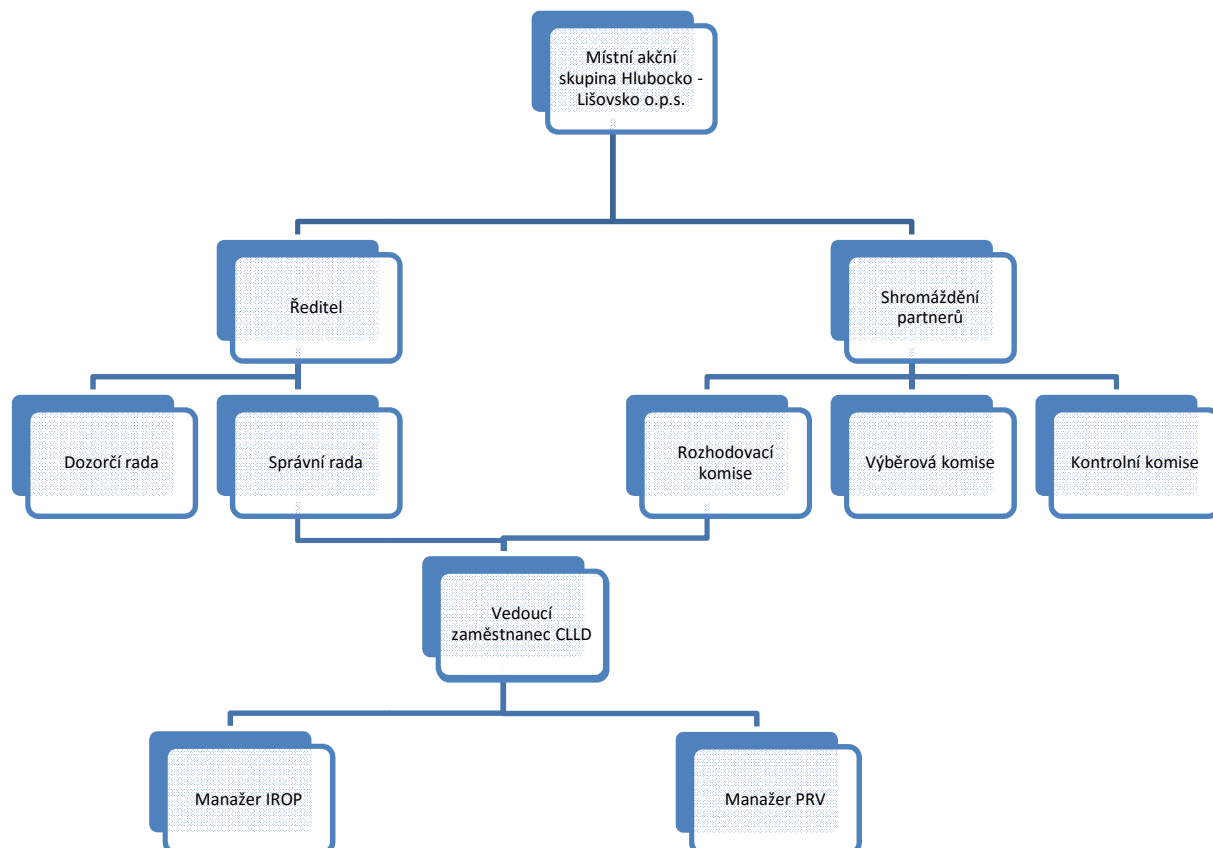 Místní akční
skupina Hlubocko -
Lišovsko o.p.s.
Ředitel
Shromáždění
partnerů
Dozorčí rada
Správní rada
Rozhodovací
komise
Výběrová komise
Kontrolní komise
Vedoucí
zaměstnanec CLLD
Manažer IROP
Manažer PRV